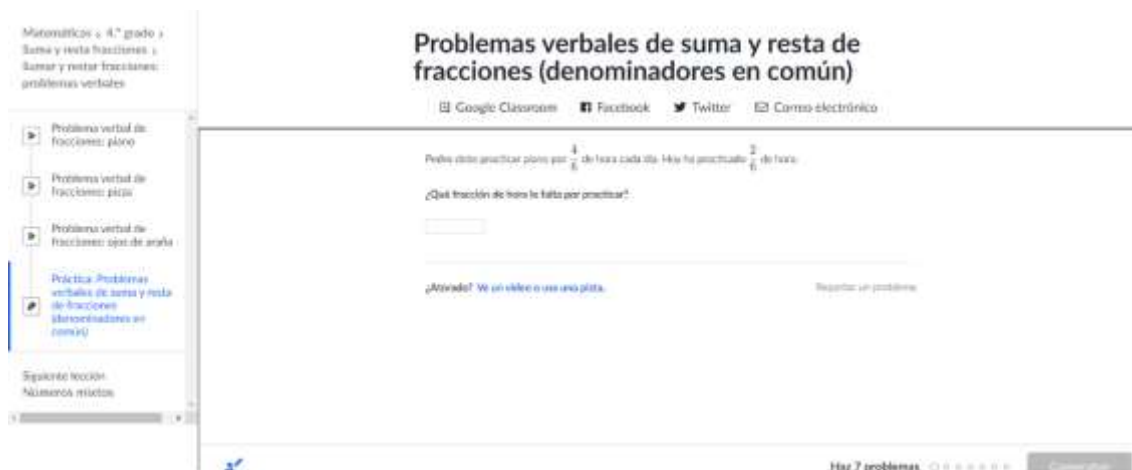 Matemáticas > 4.º grado >
Suma y resta fracciones >
Sumar y restar fracciones:
problemas verbales
Problema verbal de
fracciones: piano
Problema verbal de
fracciones: pizza
Problema verbal de
fracciones: ojos de araña
Práctica: Problemas
verbales de suma y resta
de fracciones
(denominadores en
común)
Siguiente lección
Números mixtos
Problemas verbales de suma y resta de
fracciones (denominadores en común)
Google Classroom Facebook Twitter Correo electrónico
Pedro debe practicar piano por 4/6 de hora cada día. Hoy ha practicado 2/6 de hora.
¿Qué fracción de hora le falta por practicar?
¿Atorado? Ve un video o usa una pista.
Reportar un problema
Haz 7 problemas